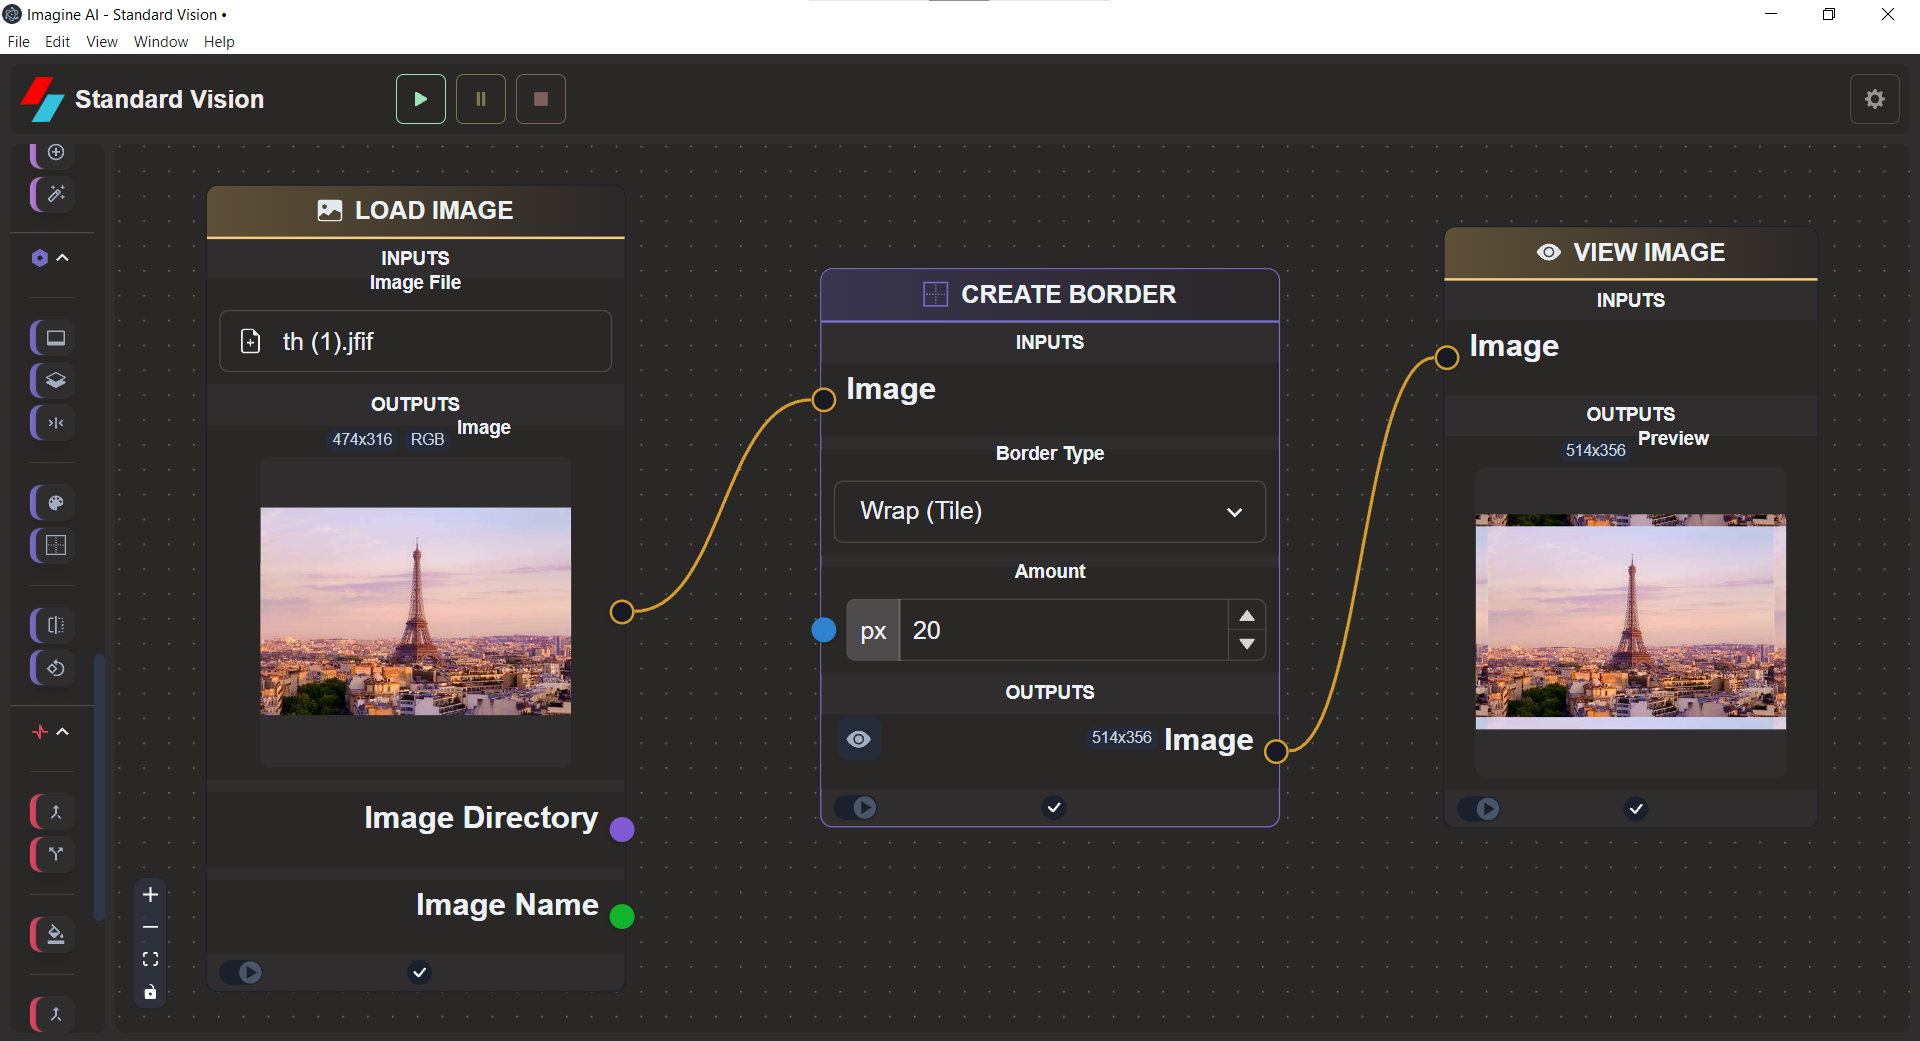 Imagine AI - Standard Vision •
File Edit View Window Help
Standard Vision
LOAD IMAGE
INPUTS
Image File
th (1).jfif
OUTPUTS
Image
474x316 RGB
Image Directory
Image Name
CREATE BORDER
INPUTS
Image
Border Type
Wrap (Tile)
Amount
px 20
OUTPUTS
514x356 Image
VIEW IMAGE
INPUTS
Image
OUTPUTS
Preview
514x356